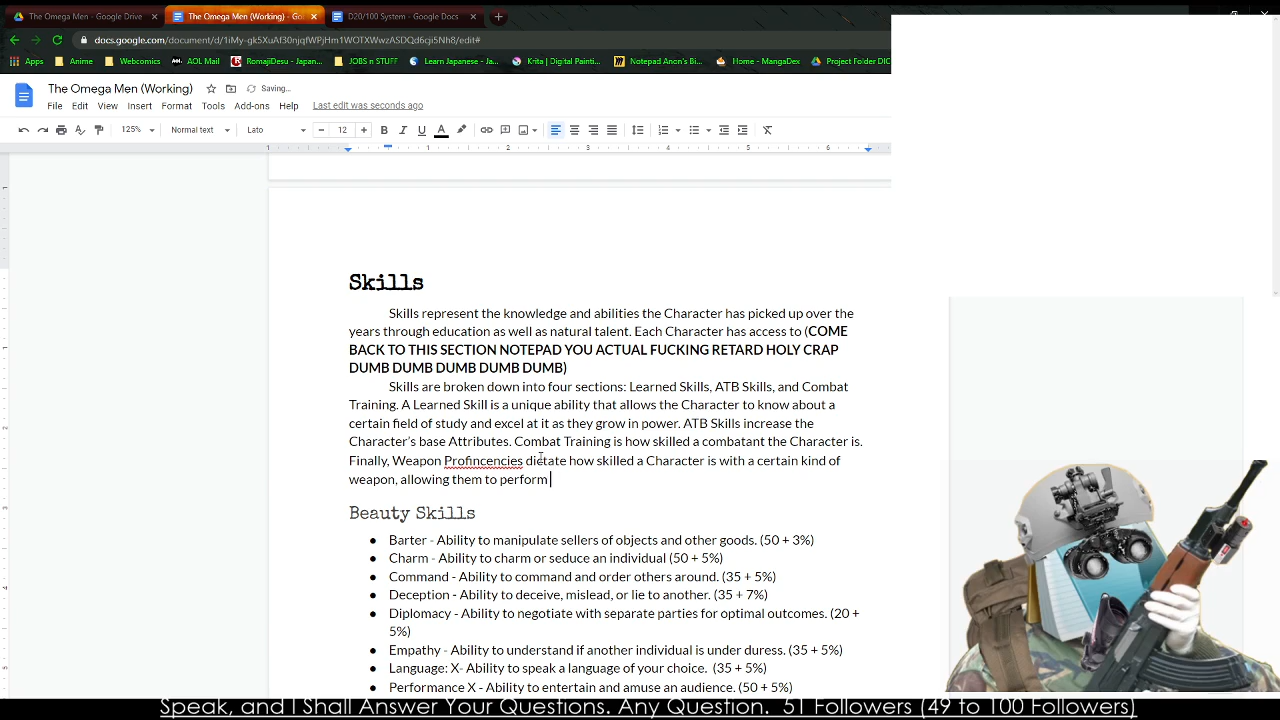 The Omega Men - Google Drive
The Omega Men (Working) - Go
D20/100 System - Google Docs
docs.google.com/document/d/1iMy-gk5XuAf30njqfWPjHm1WOTXWwzASDQd6cji5Nh8/edit#
Apps Anime Webcomics AOL Mail RomajiDesu - Japan... JOBS n STUFF Learn Japanese - Ja... Krita | Digital Painti... Notepad Anon's Bi... Home - MangaDex Project Folder DIC
The Omega Men (Working) Saving...
File Edit View Insert Format Tools Add-ons Help Last edit was seconds ago
125% Normal text Lato 12
1 1 2 3 4 5 6
Skills
Skills represent the knowledge and abilities the Character has picked up over the
years through education as well as natural talent. Each Character has access to (COME
BACK TO THIS SECTION NOTEPAD YOU ACTUAL FUCKING RETARD HOLY CRAP
DUMB DUMB DUMB DUMB DUMB)
Skills are broken down into four sections: Learned Skills, ATB Skills, and Combat
Training. A Learned Skill is a unique ability that allows the Character to know about a
certain field of study and excel at it as they grow in power. ATB Skills increase the
Character's base Attributes. Combat Training is how skilled a combatant the Character is.
Finally, Weapon Profincencies dictate how skilled a Character is with a certain kind of
weapon, allowing them to perform
Beauty Skills
● Barter - Ability to manipulate sellers of objects and other goods. (50 + 3%)
● Charm - Ability to charm or seduce an individual (50 + 5%)
● Command - Ability to command and order others around. (35 + 5%)
● Deception - Ability to deceive, mislead, or lie to another. (35 + 7%)
● Diplomacy - Ability to negotiate with separate parties for optimal outcomes. (20 +
5%)
● Empathy - Ability to understand if another individual is under duress. (35 + 5%)
● Language: X- Ability to speak a language of your choice. (35 + 5%)
● Performance X - Ability to entertain and amuse an audience. (50 + 5%)
Speak, and I Shall Answer Your Questions. Any Question. 51 Followers (49 to 100 Followers)